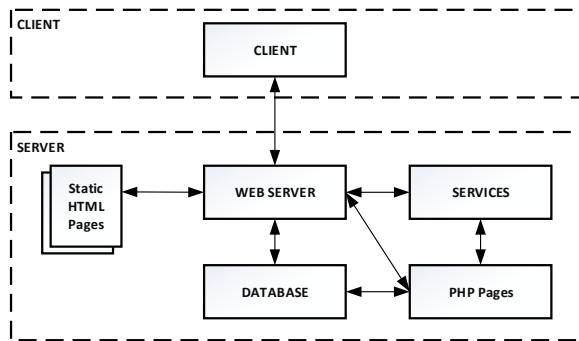 CLIENT
CLIENT
SERVER
Static
HTML
Pages
WEB SERVER
SERVICES
DATABASE
PHP Pages